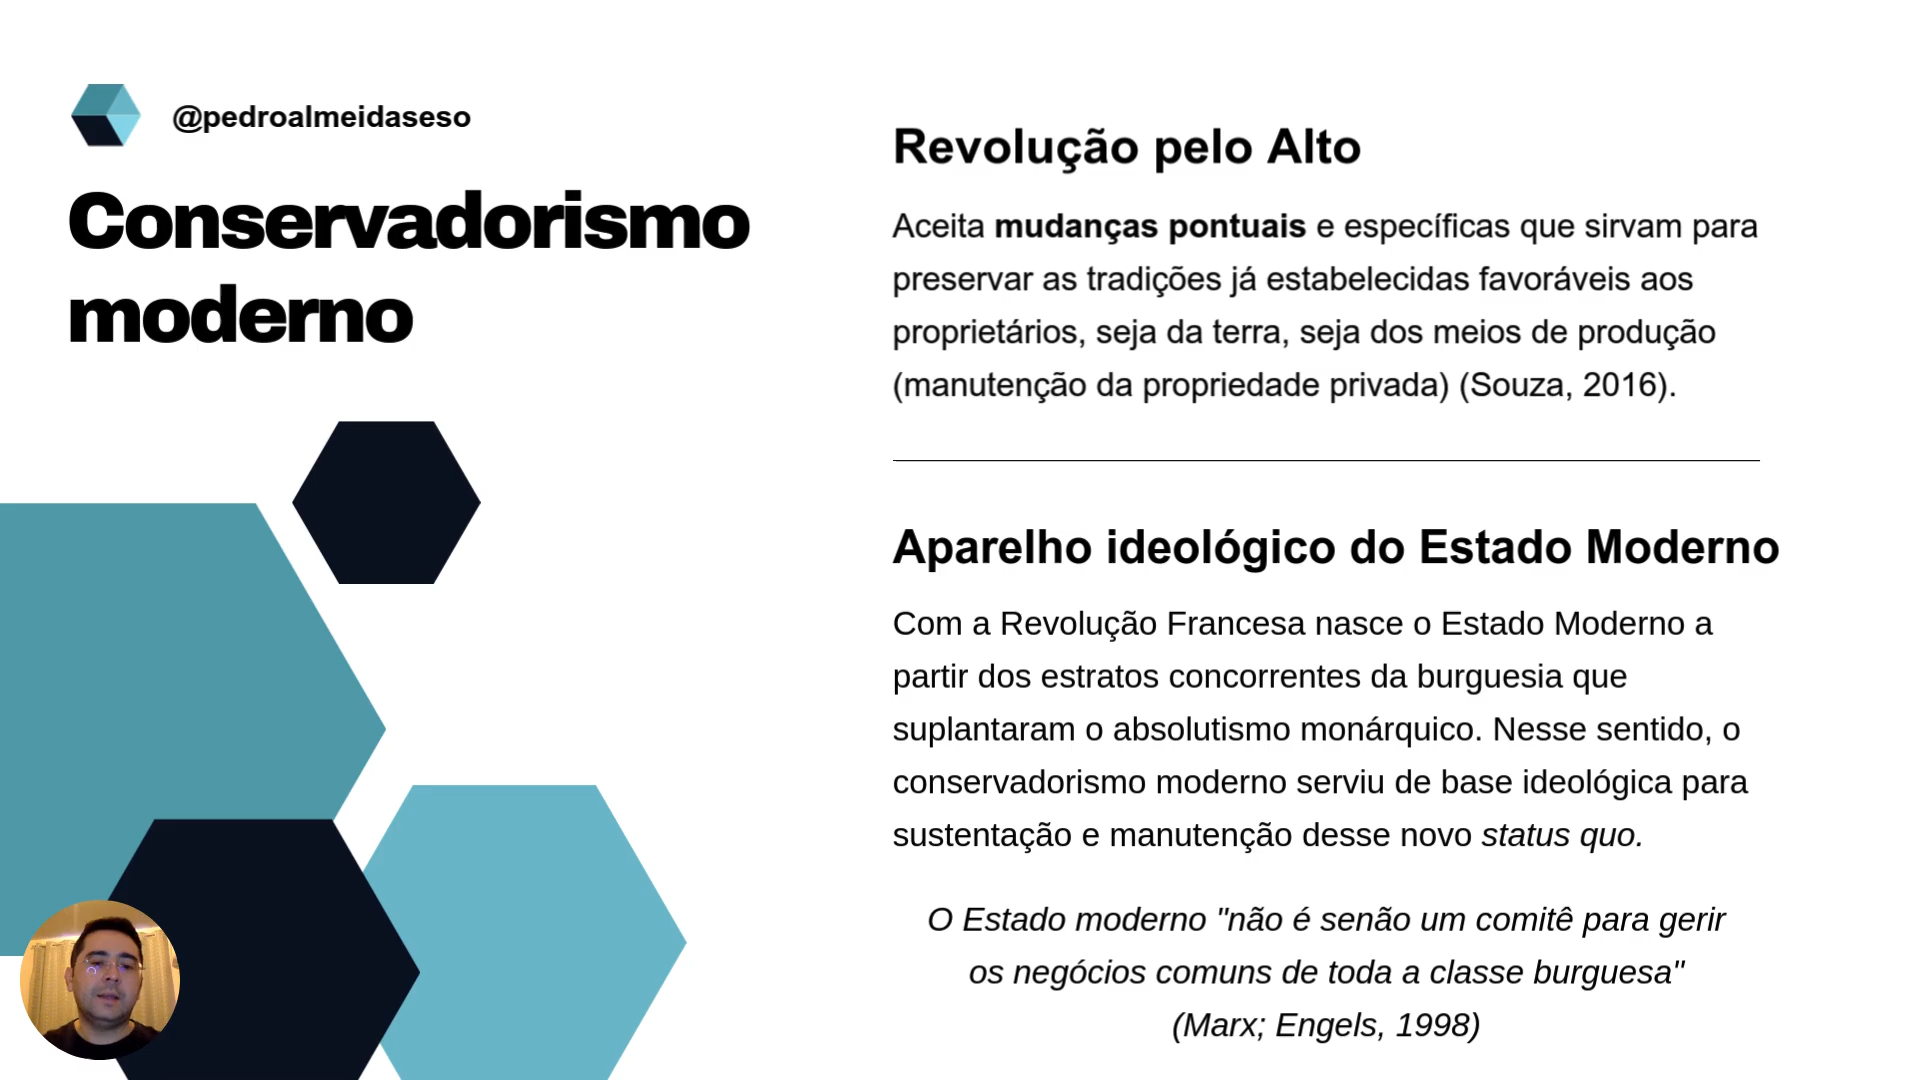 @pedroalmeidaseso
Conservadorismo
moderno
Revolução pelo Alto
Aceita mudanças pontuais e específicas que sirvam para
preservar as tradições já estabelecidas favoráveis aos
proprietários, seja da terra, seja dos meios de produção
(manutenção da propriedade privada) (Souza, 2016).
Aparelho ideológico do Estado Moderno
Com a Revolução Francesa nasce o Estado Moderno a
partir dos estratos concorrentes da burguesia que
suplantaram o absolutismo monárquico. Nesse sentido, o
conservadorismo moderno serviu de base ideológica para
sustentação e manutenção desse novo status quo.
O Estado moderno "não é senão um comitê para gerir
os negócios comuns de toda a classe burguesa"
(Marx; Engels, 1998)